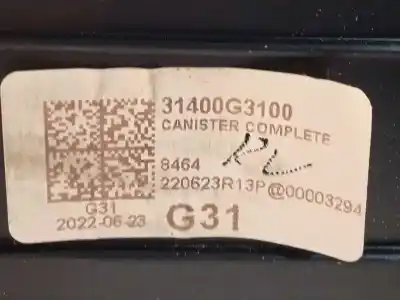 31400G3100
CANISTER COMPLETE
8464
220623R13P@00003294
G31
2022-06-23
G31